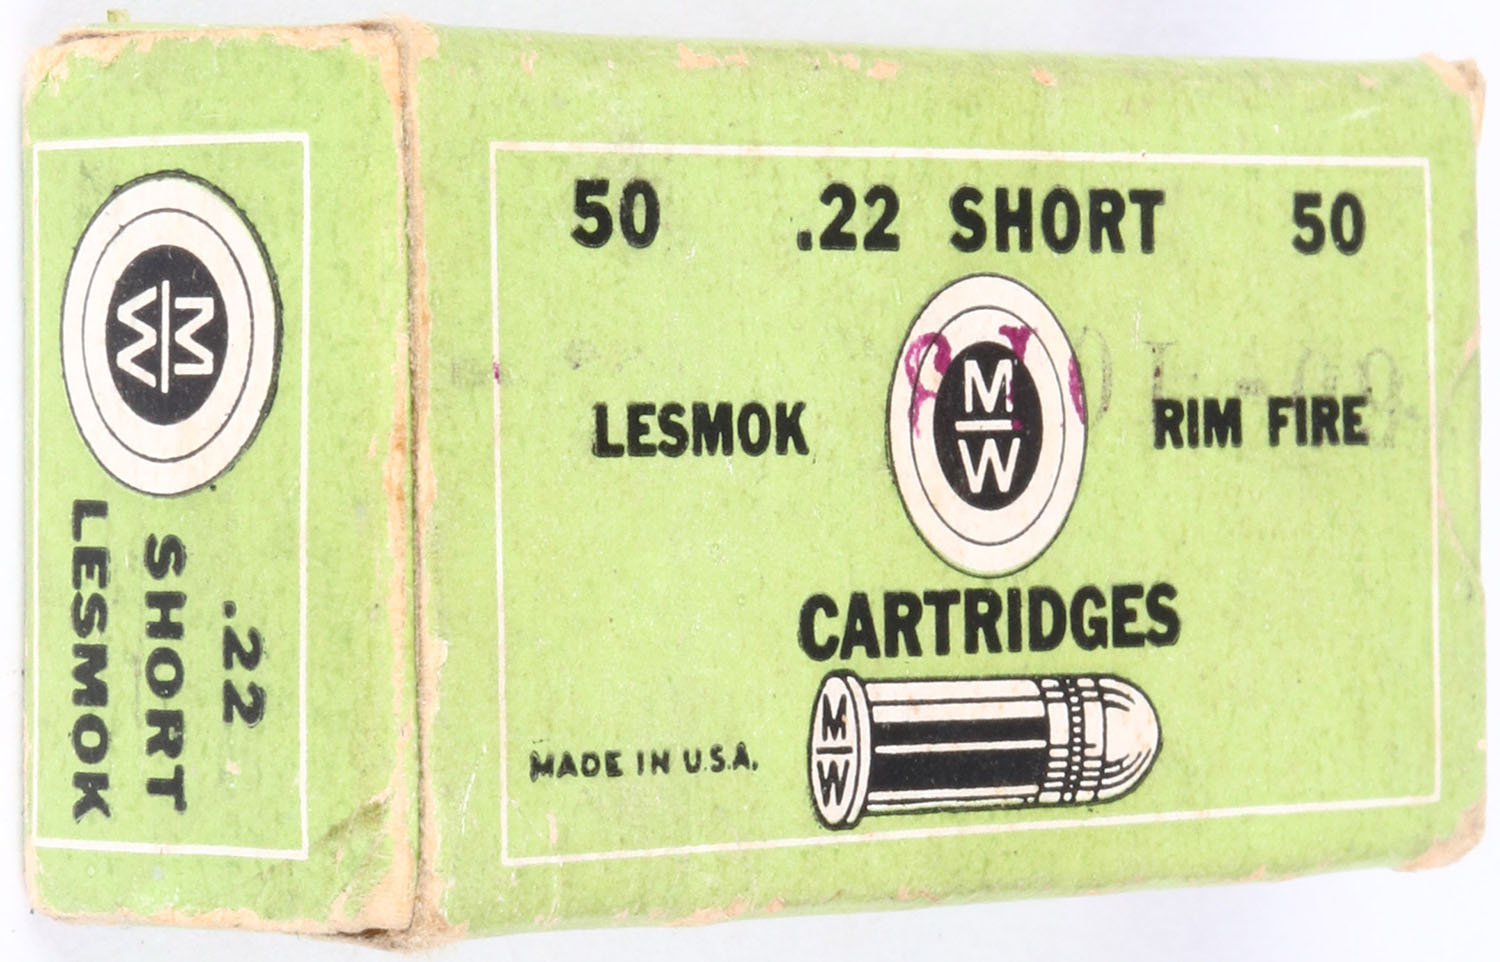 50 .22 SHORT 50
LESMOK M W RIM FIRE
CARTRIDGES
MADE IN U.S.A. M W
M W
.22
SHORT
LESMOK